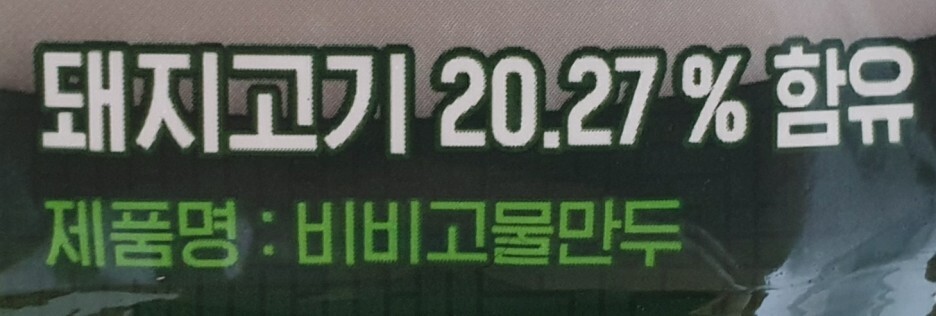 돼지고기 20.27 % 함유
제품명 : 비비고물만두